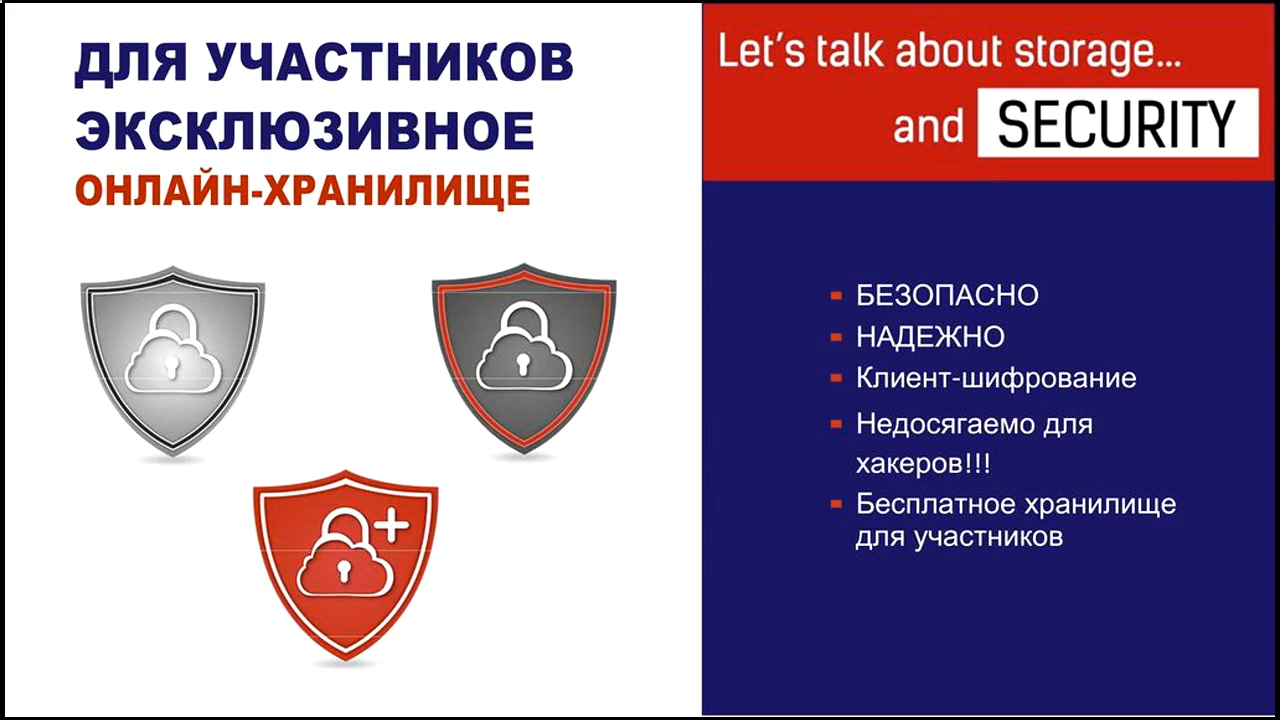 ДЛЯ УЧАСТНИКОВ
ЭКСКЛЮЗИВНОЕ
ОНЛАЙН-ХРАНИЛИЩЕ
Let's talk about storage...
and SECURITY
БЕЗОПАСНО
НАДЕЖНО
Клиент-шифрование
Недосягаемо для
хакеров!!!
Бесплатное хранилище
для участников